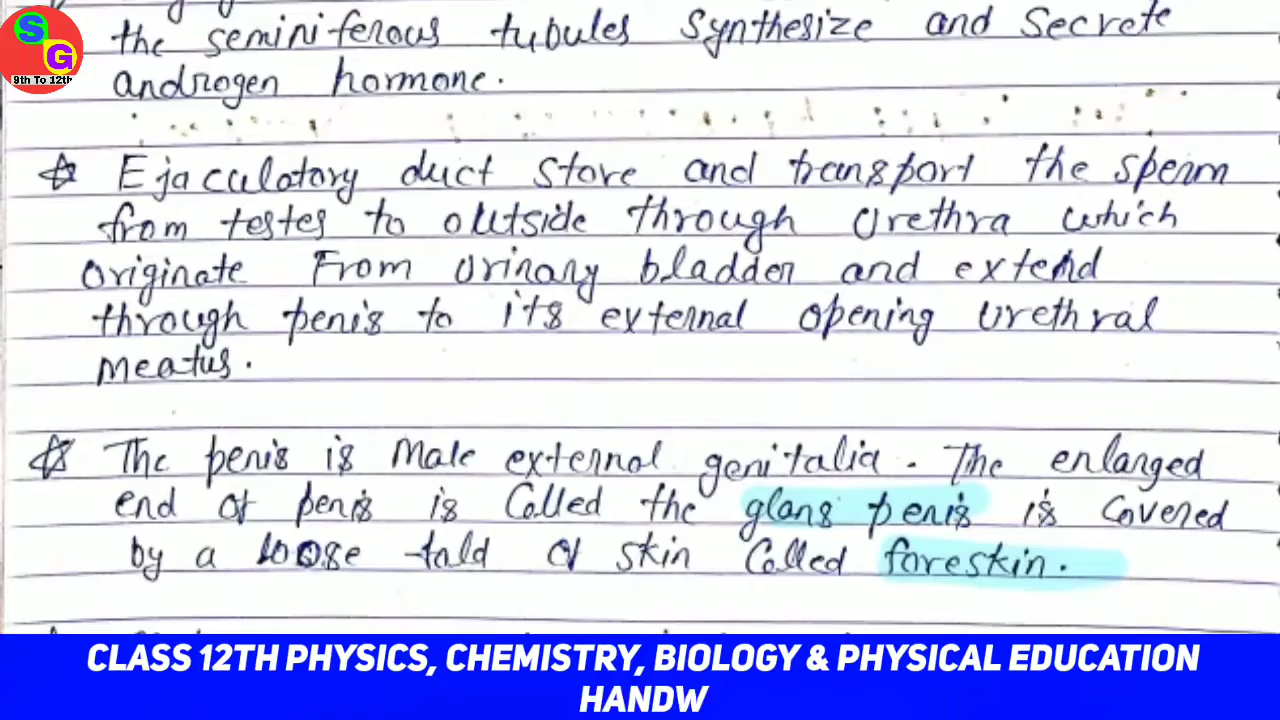 SG
9th To 12th
the seminiferous tubules synthesize and secrete
androgen hormone.
☆ Ejaculatory duct store and transport the sperm
from testes to outside through urethra which
originate From urinary bladder and extend
through penis to its external opening urethral
meatus.
☆ The penis is Male external genitalia. The enlarged
end of penis is Called the glans penis is covered
by a loose fald of skin Called foreskin.
CLASS 12TH PHYSICS, CHEMISTRY, BIOLOGY & PHYSICAL EDUCATION
HANDW